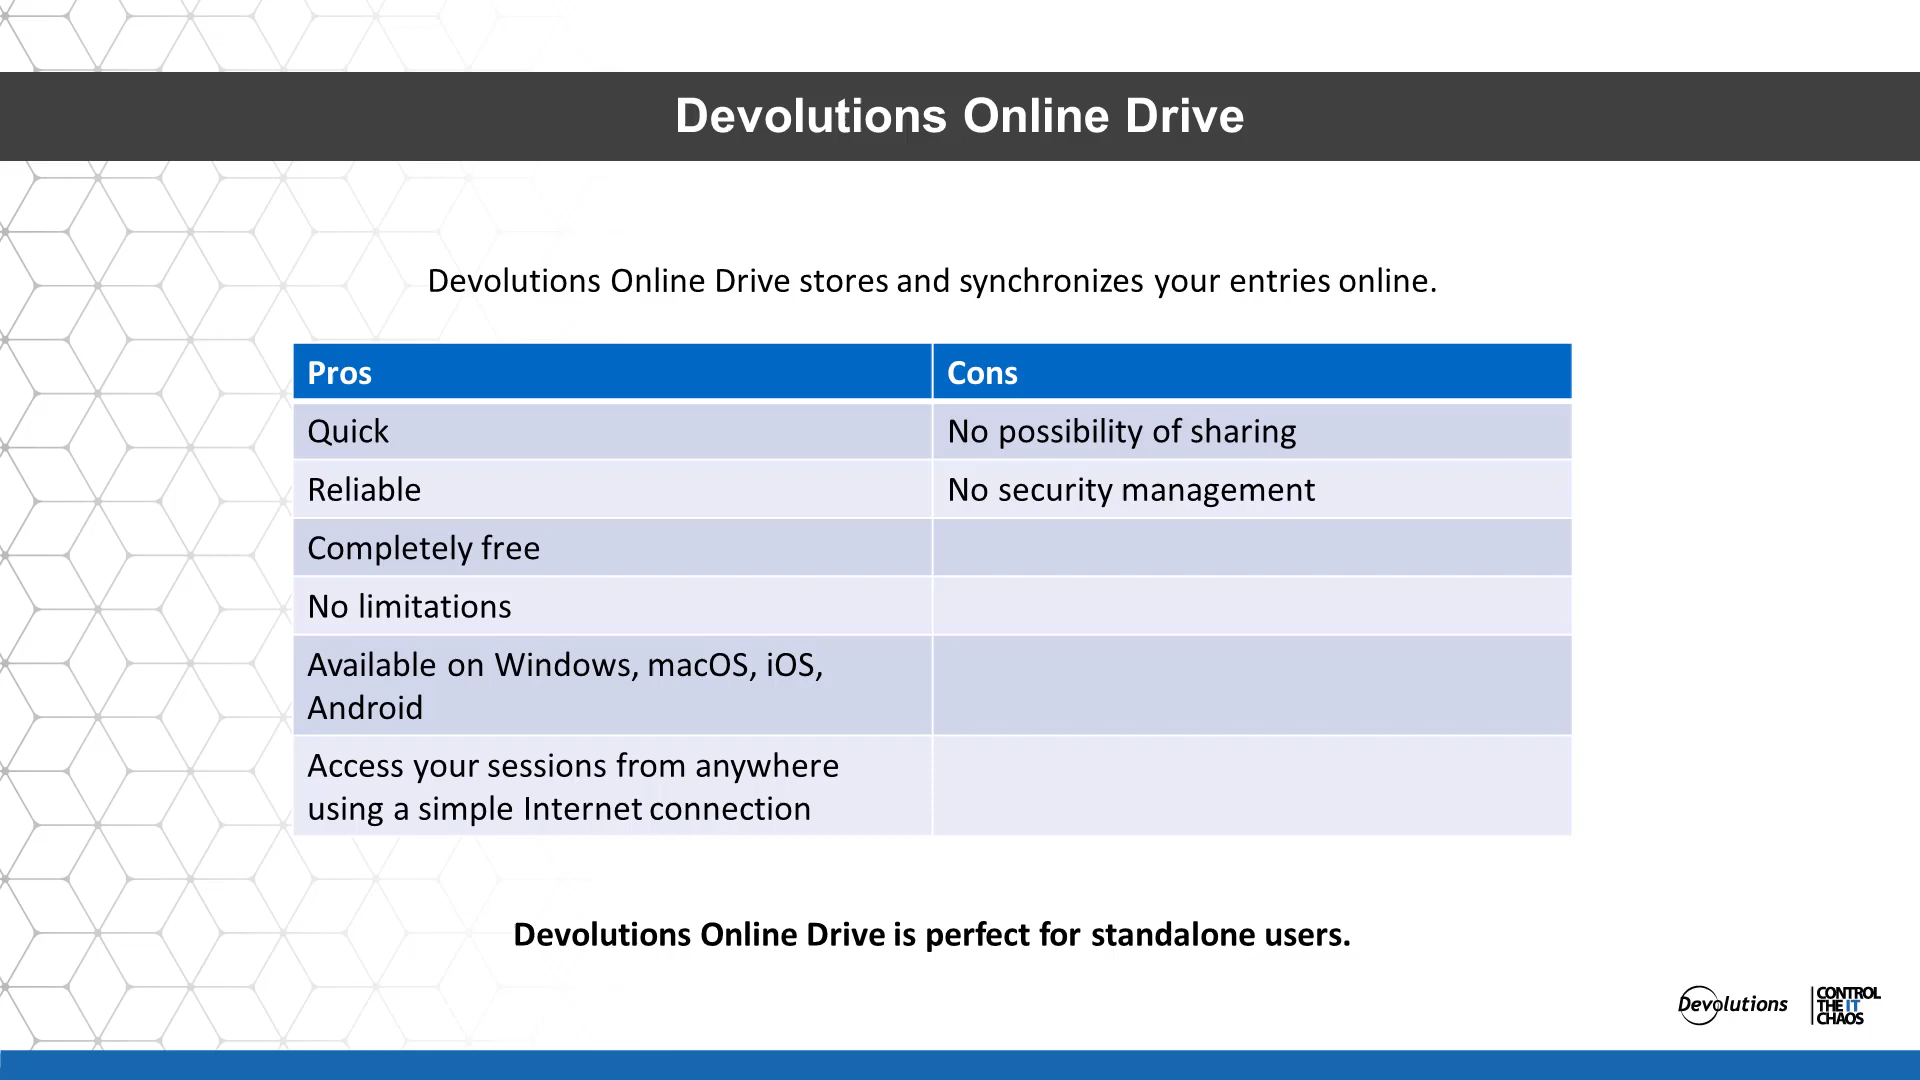 Devolutions Online Drive
Devolutions Online Drive stores and synchronizes your entries online.
Pros
Cons
Quick
No possibility of sharing
Reliable
No security management
Completely free
No limitations
Available on Windows, macOS, iOS,
Android
Access your sessions from anywhere
using a simple Internet connection
Devolutions Online Drive is perfect for standalone users.
Devolutions
CONTROL
THE IT
CHAOS